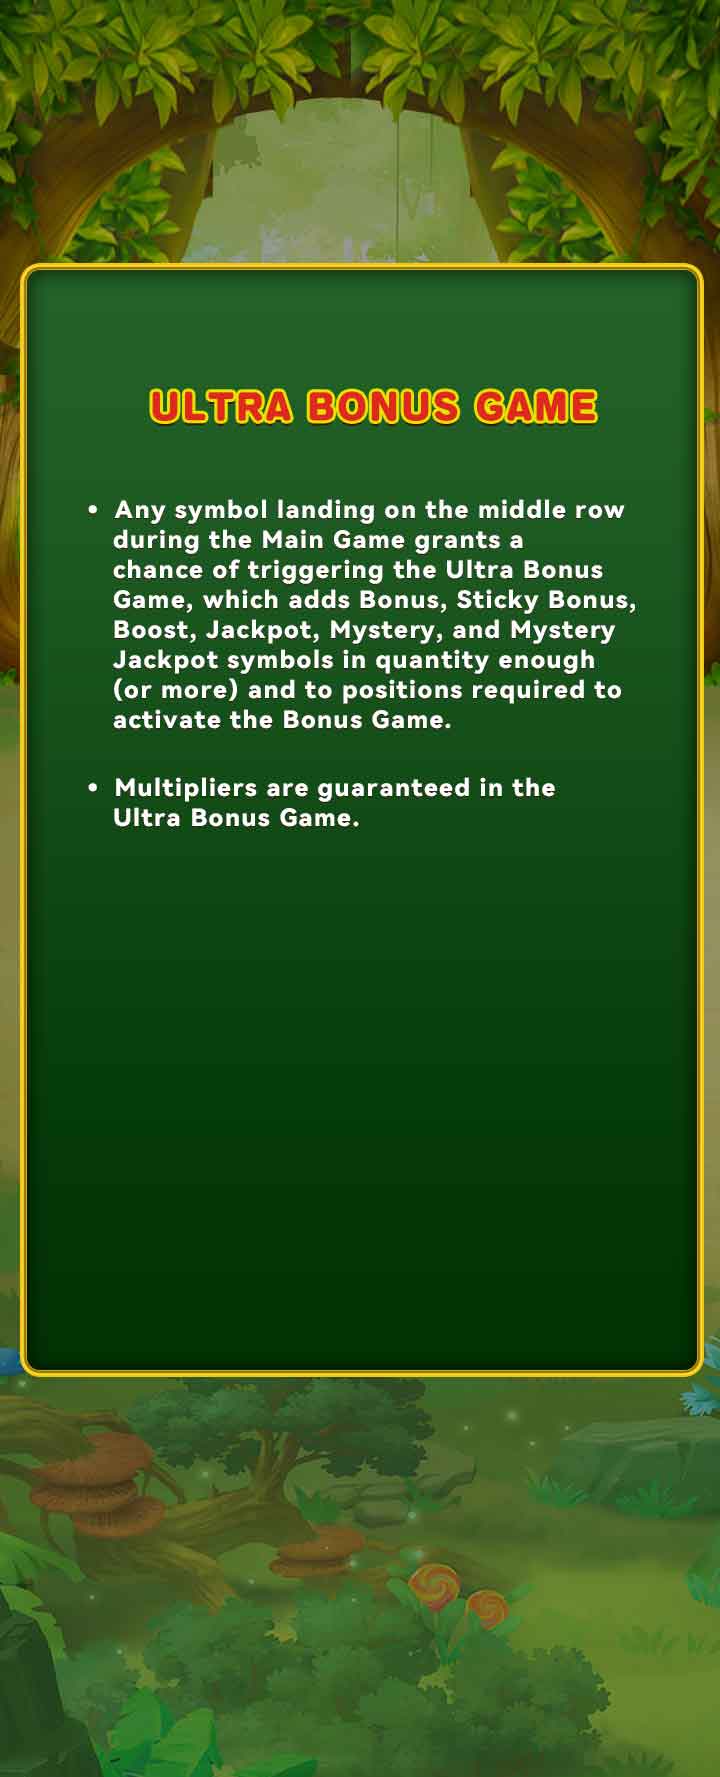 ULTRA BONUS GAME
• Any symbol landing on the middle row
during the Main Game grants a
chance of triggering the Ultra Bonus
Game, which adds Bonus, Sticky Bonus,
Boost, Jackpot, Mystery, and Mystery
Jackpot symbols in quantity enough
(or more) and to positions required to
activate the Bonus Game.
• Multipliers are guaranteed in the
Ultra Bonus Game.